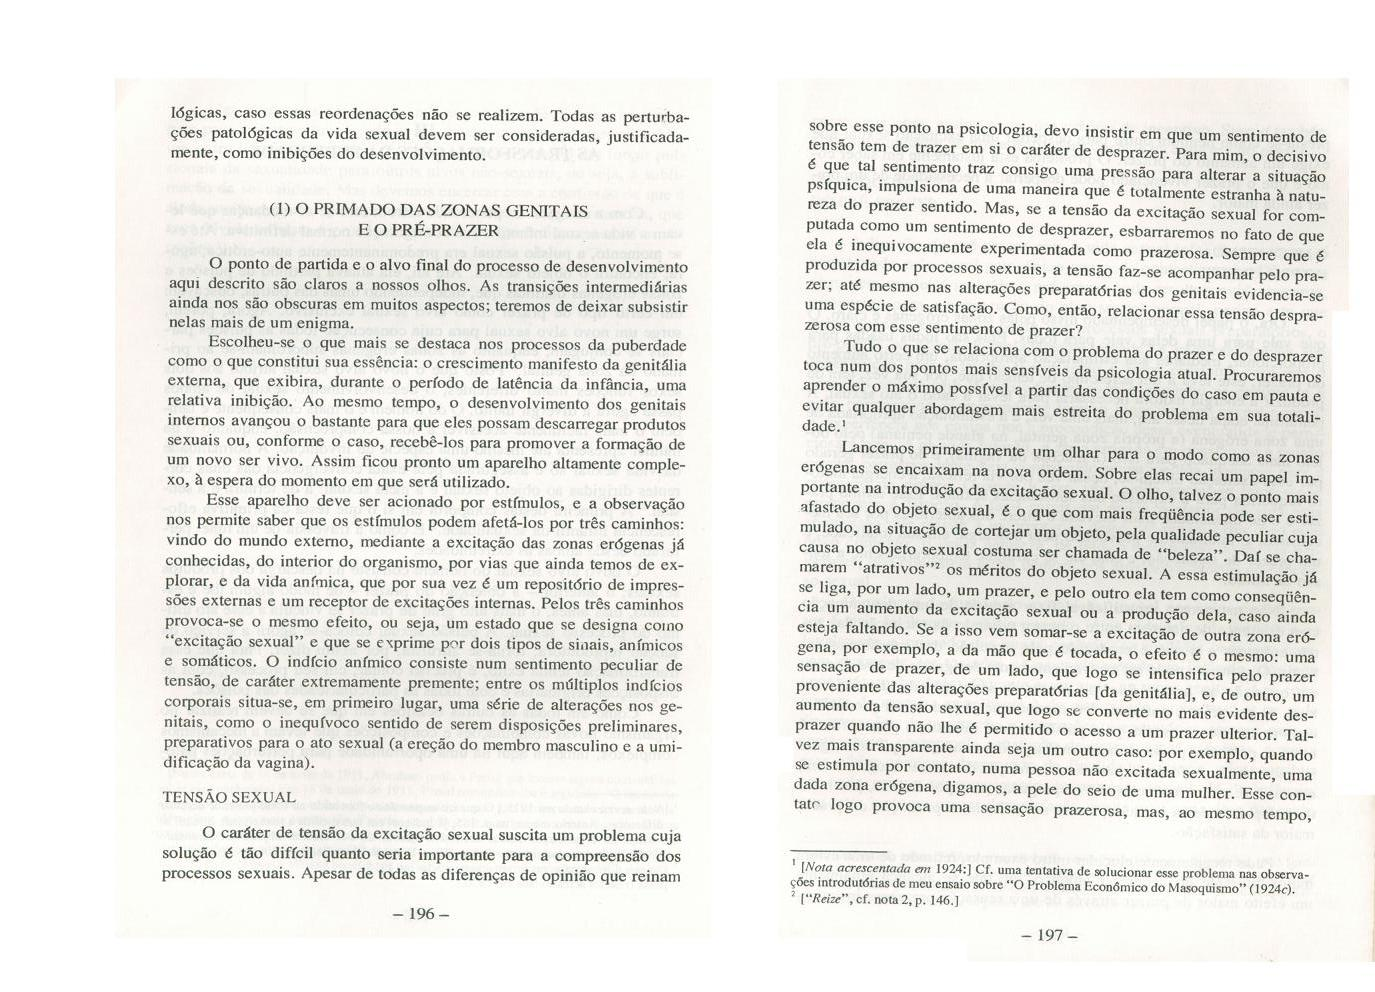 lógicas, caso essas reordenações não se realizem. Todas as perturba-
ções patológicas da vida sexual devem ser consideradas, justificada-
mente, como inibições do desenvolvimento.
(1) O PRIMADO DAS ZONAS GENITAIS
E O PRÉ-PRAZER
O ponto de partida e o alvo final do processo de desenvolvimento
aqui descrito são claros a nossos olhos. As transições intermediárias
ainda nos são obscuras em muitos aspectos; teremos de deixar subsistir
nelas mais de um enigma.
Escolheu-se o que mais se destaca nos processos da puberdade
como o que constitui sua essência: o crescimento manifesto da genitália
externa, que exibira, durante o período de latência da infância, uma
relativa inibição. Ao mesmo tempo, o desenvolvimento dos genitais
internos avançou o bastante para que eles possam descarregar produtos
sexuais ou, conforme o caso, recebê-los para promover a formação de
um novo ser vivo. Assim ficou pronto um aparelho altamente comple-
xo, à espera do momento em que será utilizado.
Esse aparelho deve ser acionado por estímulos, e a observação
nos permite saber que os estímulos podem afetá-los por três caminhos:
vindo do mundo externo, mediante a excitação das zonas erógenas já
conhecidas, do interior do organismo, por vias que ainda temos de ex-
plorar, e da vida anímica, que por sua vez é um repositório de impres-
sões externas e um receptor de excitações internas. Pelos três caminhos
provoca-se o mesmo efeito, ou seja, um estado que se designa como
“excitação sexual” e que se exprime por dois tipos de sinais, anímicos
e somáticos. O indício anímico consiste num sentimento peculiar de
tensão, de caráter extremamente premente; entre os múltiplos indícios
corporais situa-se, em primeiro lugar, uma série de alterações nos ge-
nitais, como o inequívoco sentido de serem disposições preliminares,
preparativos para o ato sexual (a ereção do membro masculino e a umi-
dificação da vagina).
TENSÃO SEXUAL
O caráter de tensão da excitação sexual suscita um problema cuja
solução é tão difícil quanto seria importante para a compreensão dos
processos sexuais. Apesar de todas as diferenças de opinião que reinam
– 196 –
sobre esse ponto na psicologia, devo insistir em que um sentimento de
tensão tem de trazer em si o caráter de desprazer. Para mim, o decisivo
é que tal sentimento traz consigo uma pressão para alterar a situação
psíquica, impulsiona de uma maneira que é totalmente estranha à natu-
reza do prazer sentido. Mas, se a tensão da excitação sexual for com-
putada como um sentimento de desprazer, esbarraremos no fato de que
ela é inequivocamente experimentada como prazerosa. Sempre que é
produzida por processos sexuais, a tensão faz-se acompanhar pelo pra-
zer; até mesmo nas alterações preparatórias dos genitais evidencia-se
uma espécie de satisfação. Como, então, relacionar essa tensão despra-
zerosa com esse sentimento de prazer?
Tudo o que se relaciona com o problema do prazer e do desprazer
toca num dos pontos mais sensíveis da psicologia atual. Procuraremos
aprender o máximo possível a partir das condições do caso em pauta e
evitar qualquer abordagem mais estreita do problema em sua totali-
dade.¹
Lancemos primeiramente um olhar para o modo como as zonas
erógenas se encaixam na nova ordem. Sobre elas recai um papel im-
portante na introdução da excitação sexual. O olho, talvez o ponto mais
afastado do objeto sexual, é o que com mais freqüência pode ser esti-
mulado, na situação de cortejar um objeto, pela qualidade peculiar cuja
causa no objeto sexual costuma ser chamada de “beleza”. Daí se cha-
marem “atrativos”² os méritos do objeto sexual. A essa estimulação já
se liga, por um lado, um prazer, e pelo outro ela tem como conseqüên-
cia um aumento da excitação sexual ou a produção dela, caso ainda
esteja faltando. Se a isso vem somar-se a excitação de outra zona eró-
gena, por exemplo, a da mão que é tocada, o efeito é o mesmo: uma
sensação de prazer, de um lado, que logo se intensifica pelo prazer
proveniente das alterações preparatórias [da genitália], e, de outro, um
aumento da tensão sexual, que logo se converte no mais evidente des-
prazer quando não lhe é permitido o acesso a um prazer ulterior. Tal-
vez mais transparente ainda seja um outro caso: por exemplo, quando
se estimula por contato, numa pessoa não excitada sexualmente, uma
dada zona erógena, digamos, a pele do seio de uma mulher. Esse con-
tato logo provoca uma sensação prazerosa, mas, ao mesmo tempo,
¹ [Nota acrescentada em 1924:] Cf. uma tentativa de solucionar esse problema nas observa-
ções introdutórias de meu ensaio sobre “O Problema Econômico do Masoquismo” (1924c).
² [“Reize”, cf. nota 2, p. 146.]
– 197 –